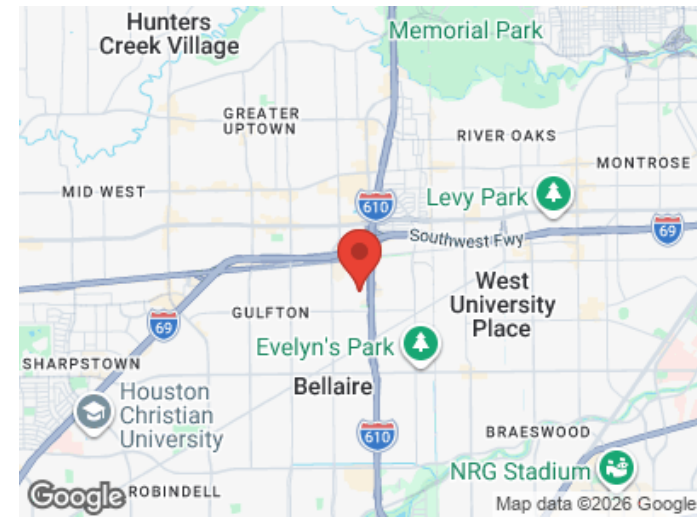 Hunters
Creek Village
Memorial Park
GREATER
UPTOWN
RIVER OAKS
MONTROSE
MID WEST
610
Levy Park
Southwest Fwy
69
West
University
Place
GULFTON
69
Evelyn's Park
SHARPSTOWN
Bellaire
Houston
Christian
University
610
BRAESWOOD
NRG Stadium
Google
ROBINDELL
Map data ©2026 Google